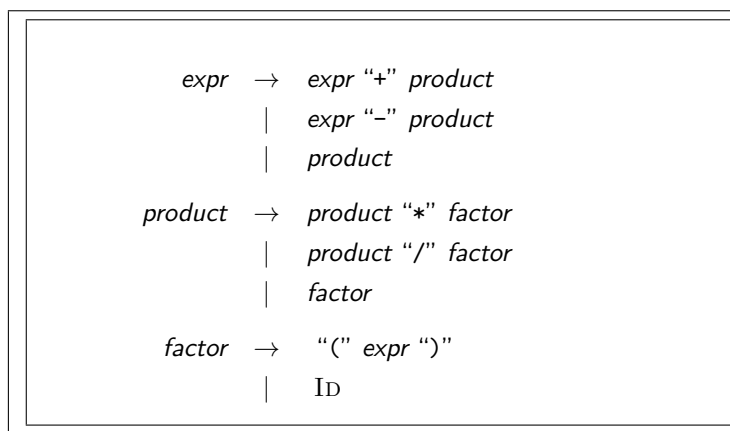 expr → expr “+” product
| expr “-” product
| product
product → product “*” factor
| product “/” factor
| factor
factor → “(” expr “)”
| ID